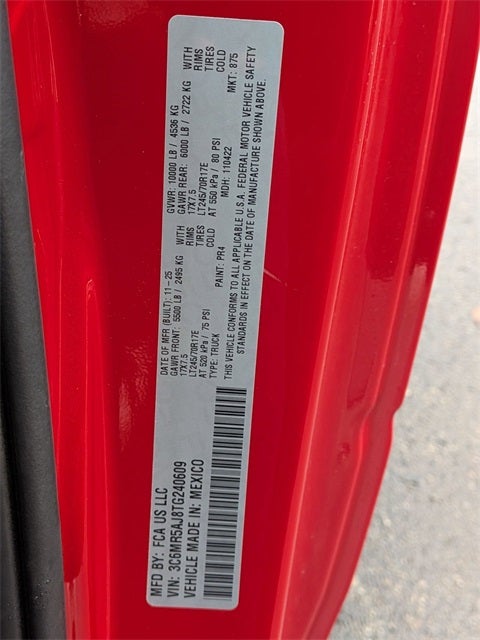 MFD BY: FCA US LLC
VIN: 3C6MR5AJ8TG240609
VEHICLE MADE IN: MEXICO
DATE OF MFR (BUILT): 11-25
GVWR: 10000 LB / 4536 KG
GAWR FRONT: 5500 LB / 2495 KG WITH
GAWR REAR: 6000 LB / 2722 KG WITH
17X7.5 RIMS
17X7.5 RIMS
LT245/70R17E TIRES
LT245/70R17E TIRES
AT 520 kPa / 75 PSI COLD
AT 550 kPa / 80 PSI COLD
TYPE: TRUCK PAINT: PR4 MDH: 110422 MKT: 875
THIS VEHICLE CONFORMS TO ALL APPLICABLE U.S.A. FEDERAL MOTOR VEHICLE SAFETY
STANDARDS IN EFFECT ON THE DATE OF MANUFACTURE SHOWN ABOVE.